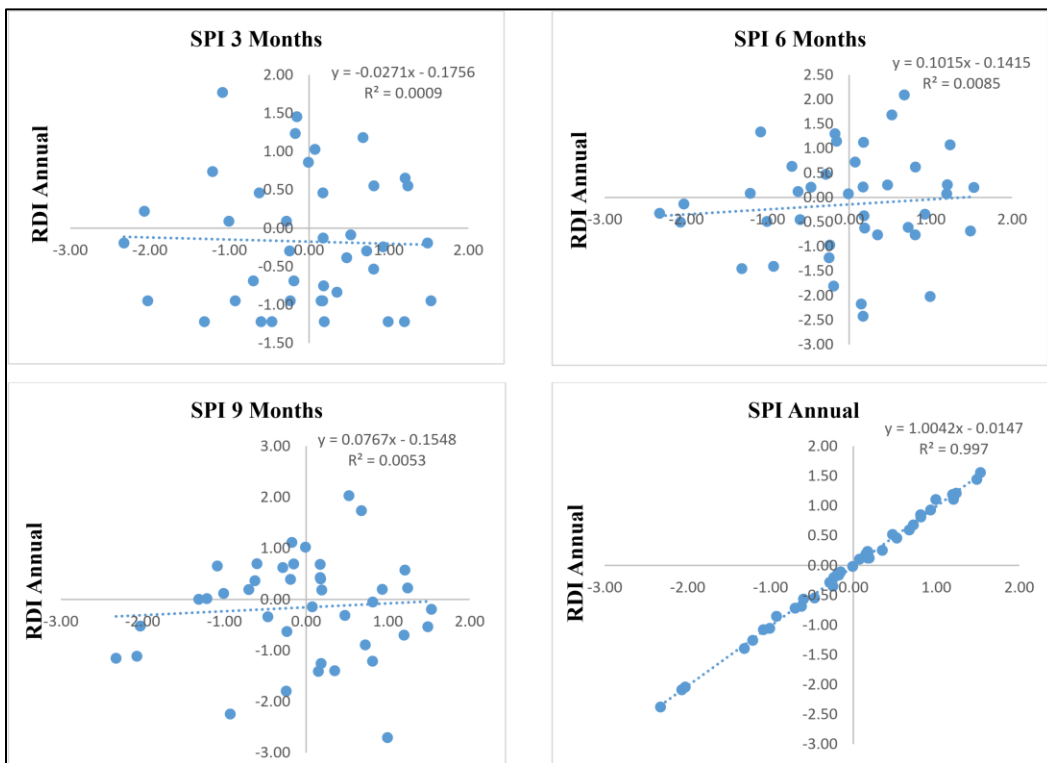 SPI 3 Months
y = -0.0271x - 0.1756
R² = 0.0009
RDI Annual
2.00
1.50
1.00
0.50
0.00
-0.50
-1.00
-1.50
-3.00 -2.00 -1.00 0.00 1.00 2.00
SPI 6 Months
y = 0.1015x - 0.1415
R² = 0.0085
RDI Annual
2.50
2.00
1.50
1.00
0.50
0.00
-0.50
-1.00
-1.50
-2.00
-2.50
-3.00
-3.00 -2.00 -1.00 0.00 1.00 2.00
SPI 9 Months
y = 0.0767x - 0.1548
R² = 0.0053
RDI Annual
3.00
2.00
1.00
0.00
-1.00
-2.00
-3.00
-3.00 -2.00 -1.00 0.00 1.00 2.00
SPI Annual
y = 1.0042x - 0.0147
R² = 0.997
RDI Annual
2.00
1.50
1.00
0.50
0.00
-0.50
-1.00
-1.50
-2.00
-2.50
-3.00
-3.00 -2.00 -1.00 0.00 1.00 2.00